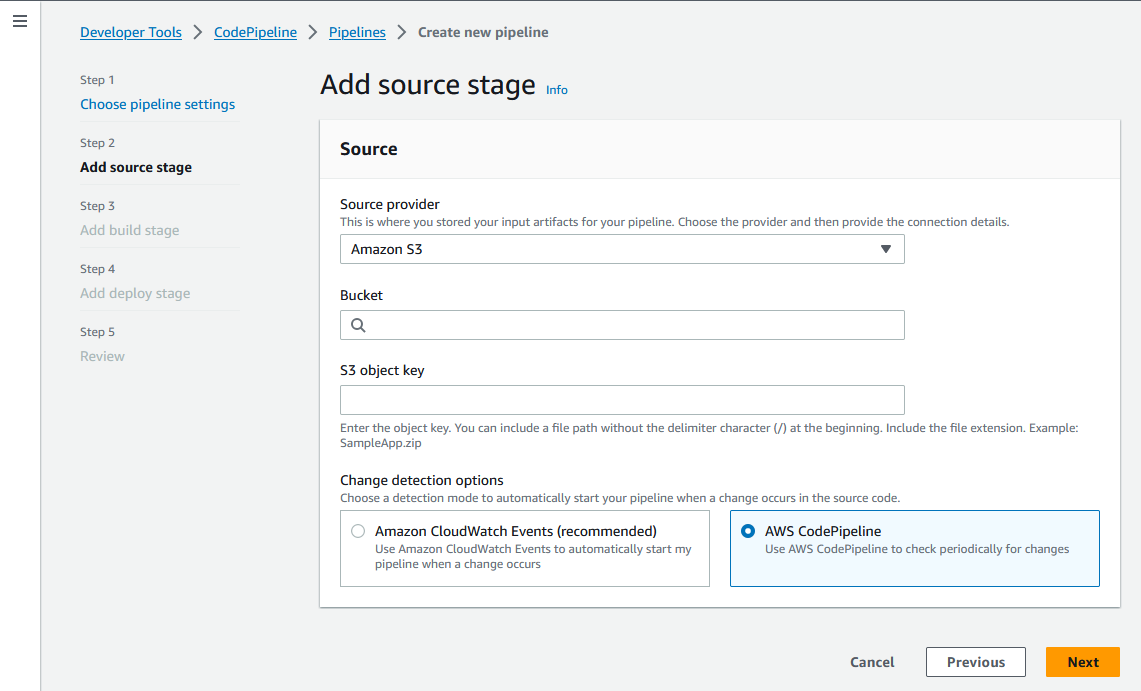 Developer Tools > CodePipeline > Pipelines > Create new pipeline
Step 1
Choose pipeline settings
Step 2
Add source stage
Step 3
Add build stage
Step 4
Add deploy stage
Step 5
Review
Add source stage Info
Source
Source provider
This is where you stored your input artifacts for your pipeline. Choose the provider and then provide the connection details.
Amazon S3
Bucket
S3 object key
Enter the object key. You can include a file path without the delimiter character (/) at the beginning. Include the file extension. Example:
SampleApp.zip
Change detection options
Choose a detection mode to automatically start your pipeline when a change occurs in the source code.
Amazon CloudWatch Events (recommended)
Use Amazon CloudWatch Events to automatically start my
pipeline when a change occurs
AWS CodePipeline
Use AWS CodePipeline to check periodically for changes
Cancel Previous Next